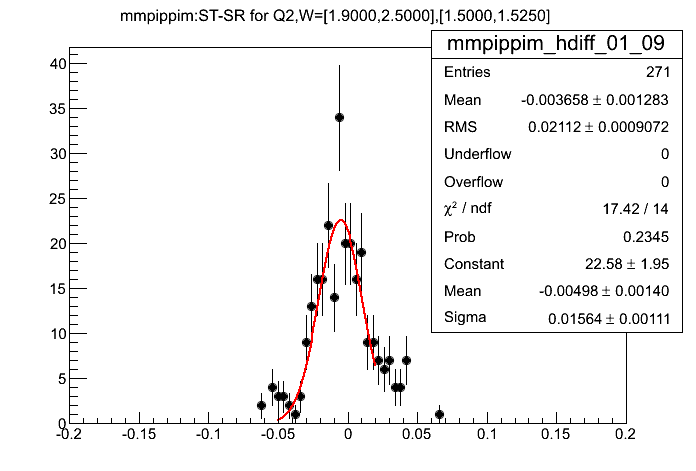 mmpippim:ST-SR for Q2,W=[1.9000,2.5000],[1.5000,1.5250]
mmpippim_hdiff_01_09
Entries 271
Mean -0.003658 ± 0.001283
RMS 0.02112 ± 0.0009072
Underflow 0
Overflow 0
χ² / ndf 17.42 / 14
Prob 0.2345
Constant 22.58 ± 1.95
Mean -0.00498 ± 0.00140
Sigma 0.01564 ± 0.00111
40
35
30
25
20
15
10
5
0
-0.2 -0.15 -0.1 -0.05 0 0.05 0.1 0.15 0.2